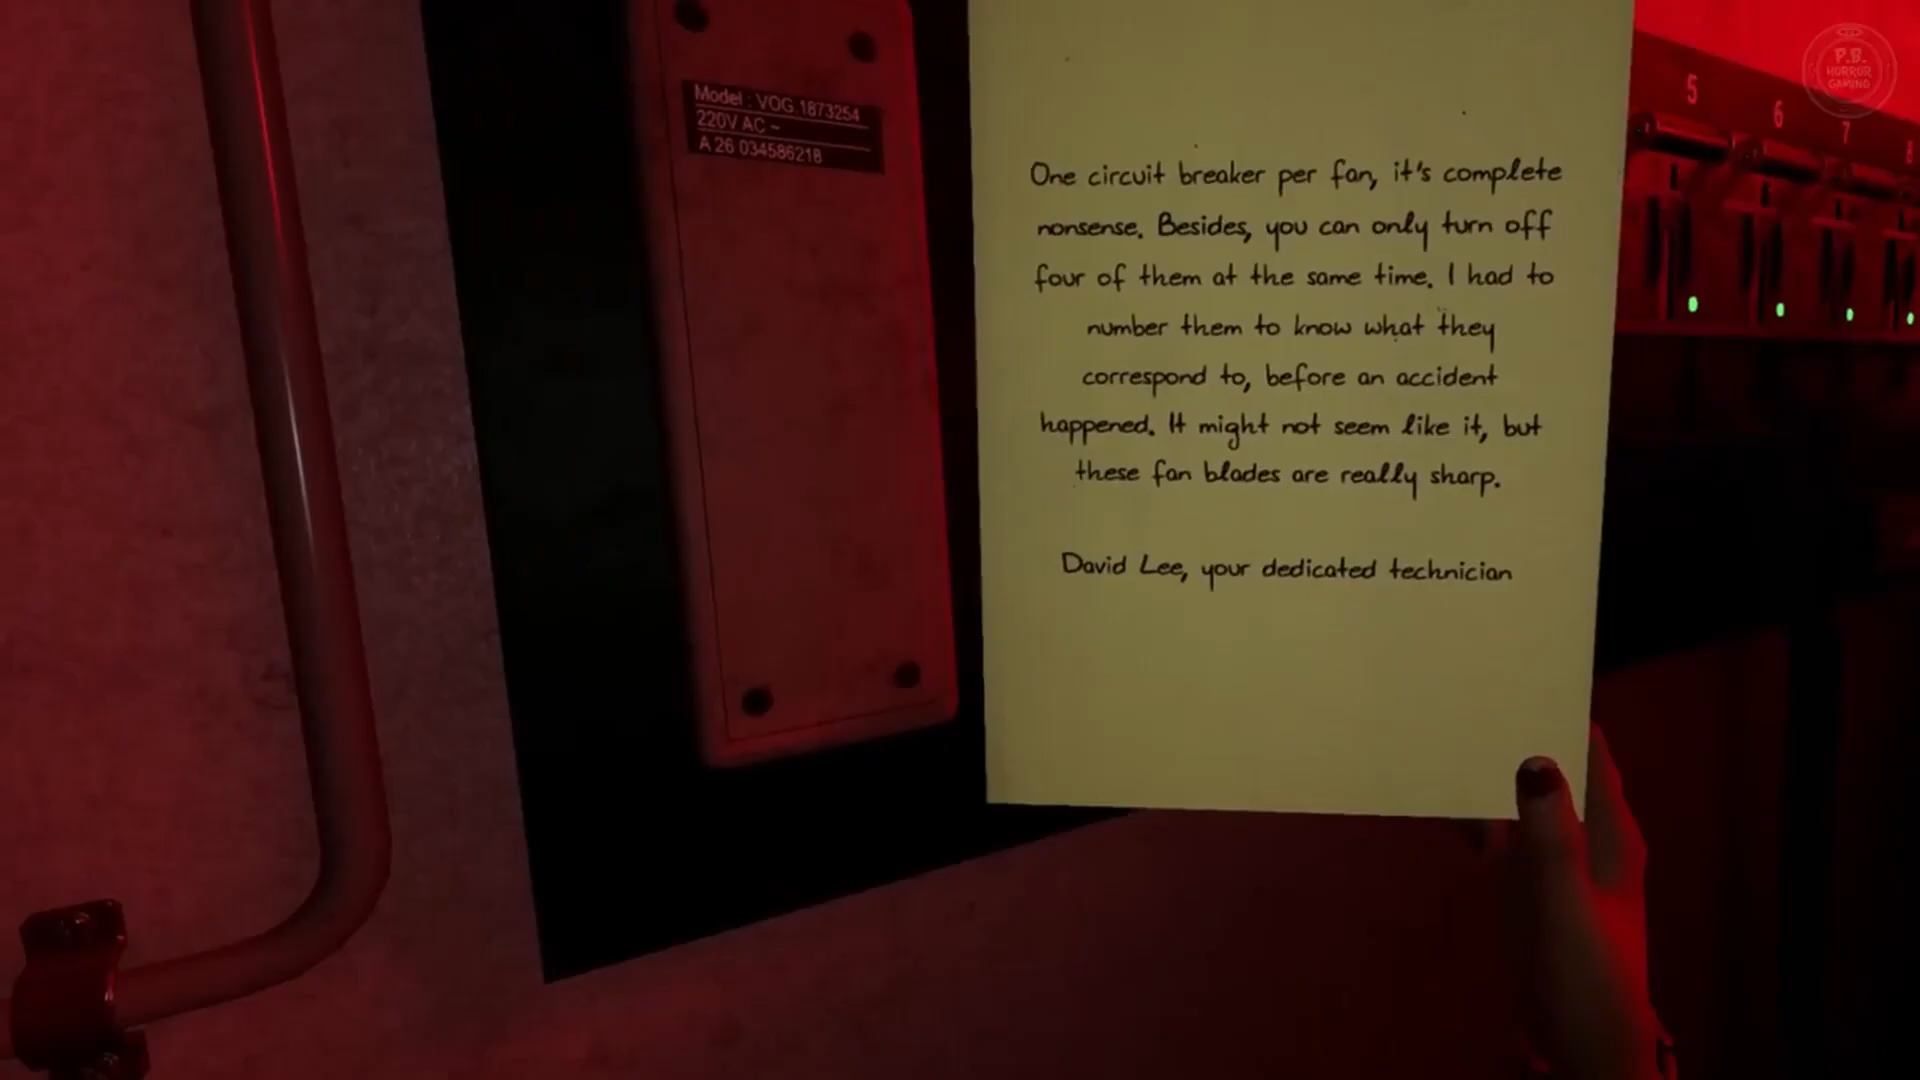 Model : VOG.1873254
220V AC ~
A 26 034586218
One circuit breaker per fan, it's complete
nonsense. Besides, you can only turn off
four of them at the same time. I had to
number them to know what they
correspond to, before an accident
happened. It might not seem like it, but
these fan blades are really sharp.
David Lee, your dedicated technician
5
6
7
8
P.B.
HORROR
GAMING